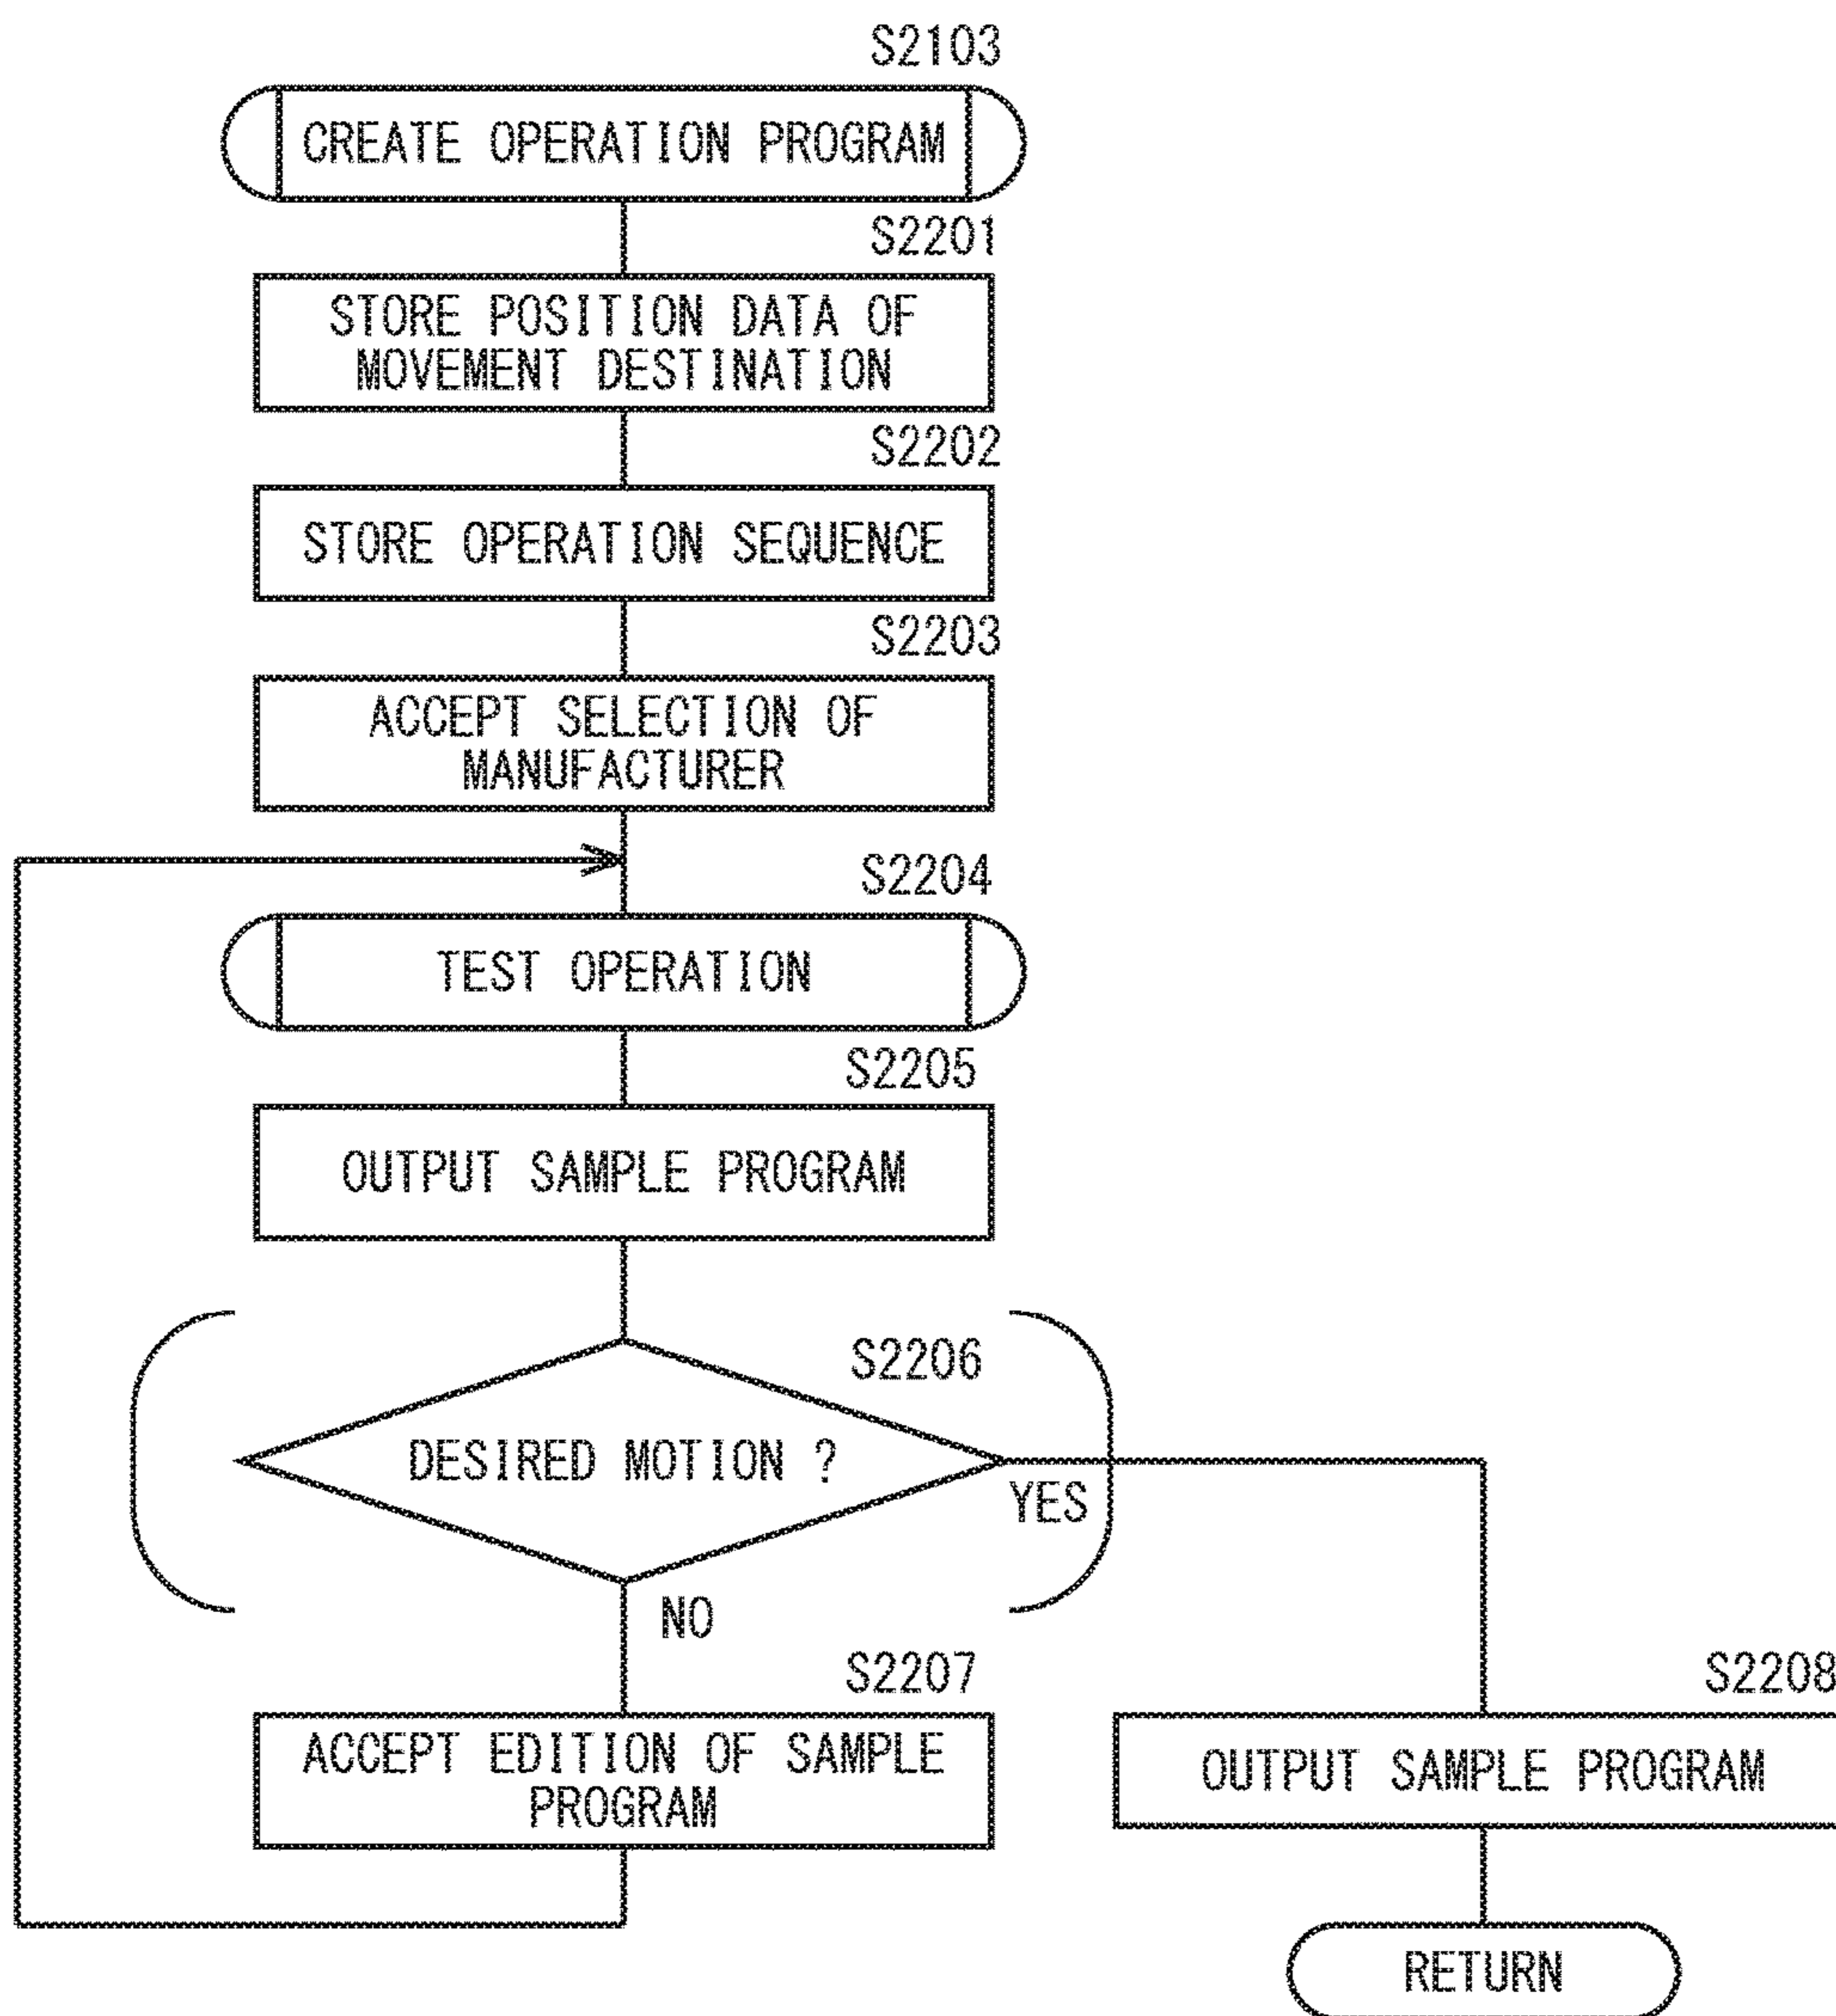 S2103
CREATE OPERATION PROGRAM
S2201
STORE POSITION DATA OF
MOVEMENT DESTINATION
S2202
STORE OPERATION SEQUENCE
S2203
ACCEPT SELECTION OF
MANUFACTURER
S2204
TEST OPERATION
S2205
OUTPUT SAMPLE PROGRAM
S2206
DESIRED MOTION ?
YES
NO
S2207
ACCEPT EDITION OF SAMPLE
PROGRAM
S2208
OUTPUT SAMPLE PROGRAM
RETURN